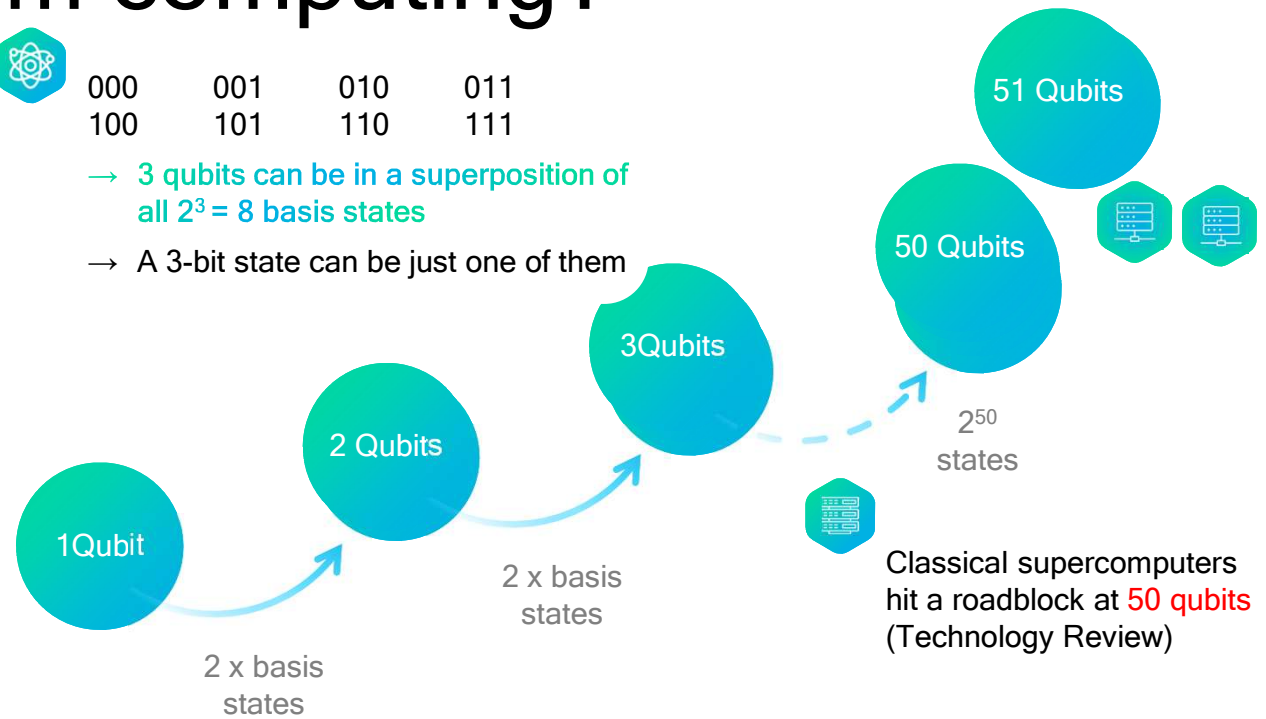 computing?
000 001 010 011
100 101 110 111
→ 3 qubits can be in a superposition of
all 2³ = 8 basis states
→ A 3-bit state can be just one of them
51 Qubits
50 Qubits
3Qubits
2 Qubits
1Qubit
2⁵⁰
states
2 x basis
states
2 x basis
states
Classical supercomputers
hit a roadblock at 50 qubits
(Technology Review)